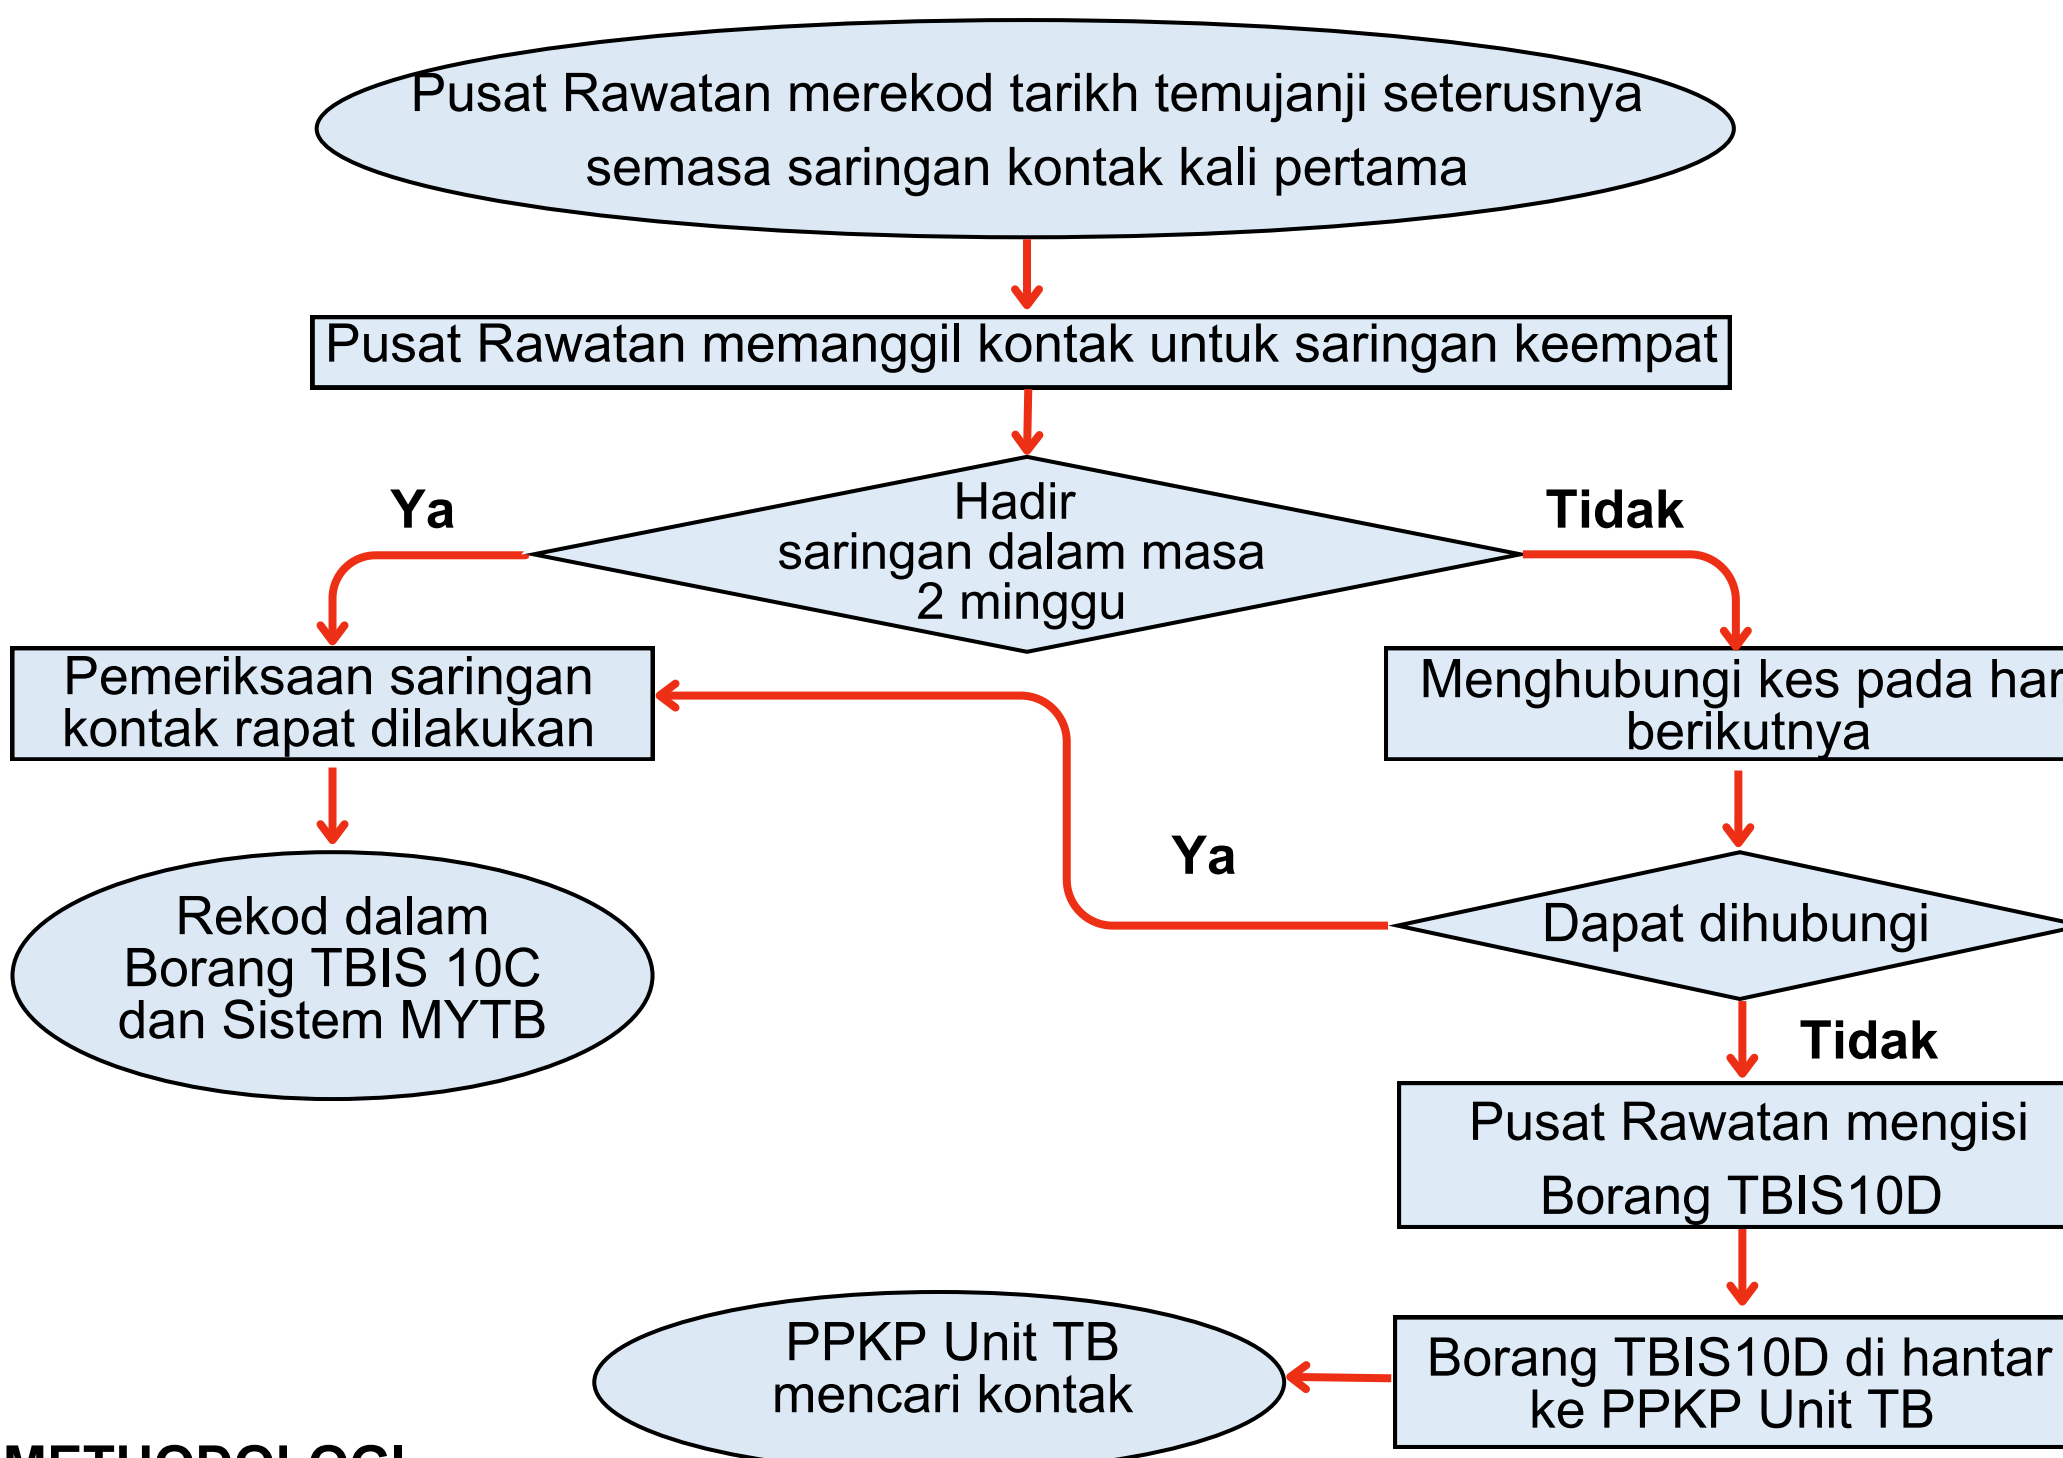 Pusat Rawatan merekod tarikh temujanji seterusnya
semasa saringan kontak kali pertama
Pusat Rawatan memanggil kontak untuk saringan keempat
Hadir
saringan dalam masa
2 minggu
Ya
Tidak
Pemeriksaan saringan
kontak rapat dilakukan
Menghubungi kes pada har
berikutnya
Ya
Dapat dihubungi
Rekod dalam
Borang TBIS 10C
dan Sistem MYTB
Tidak
Pusat Rawatan mengisi
Borang TBIS10D
Borang TBIS10D di hantar
ke PPKP Unit TB
PPKP Unit TB
mencari kontak
METHODOLOGI